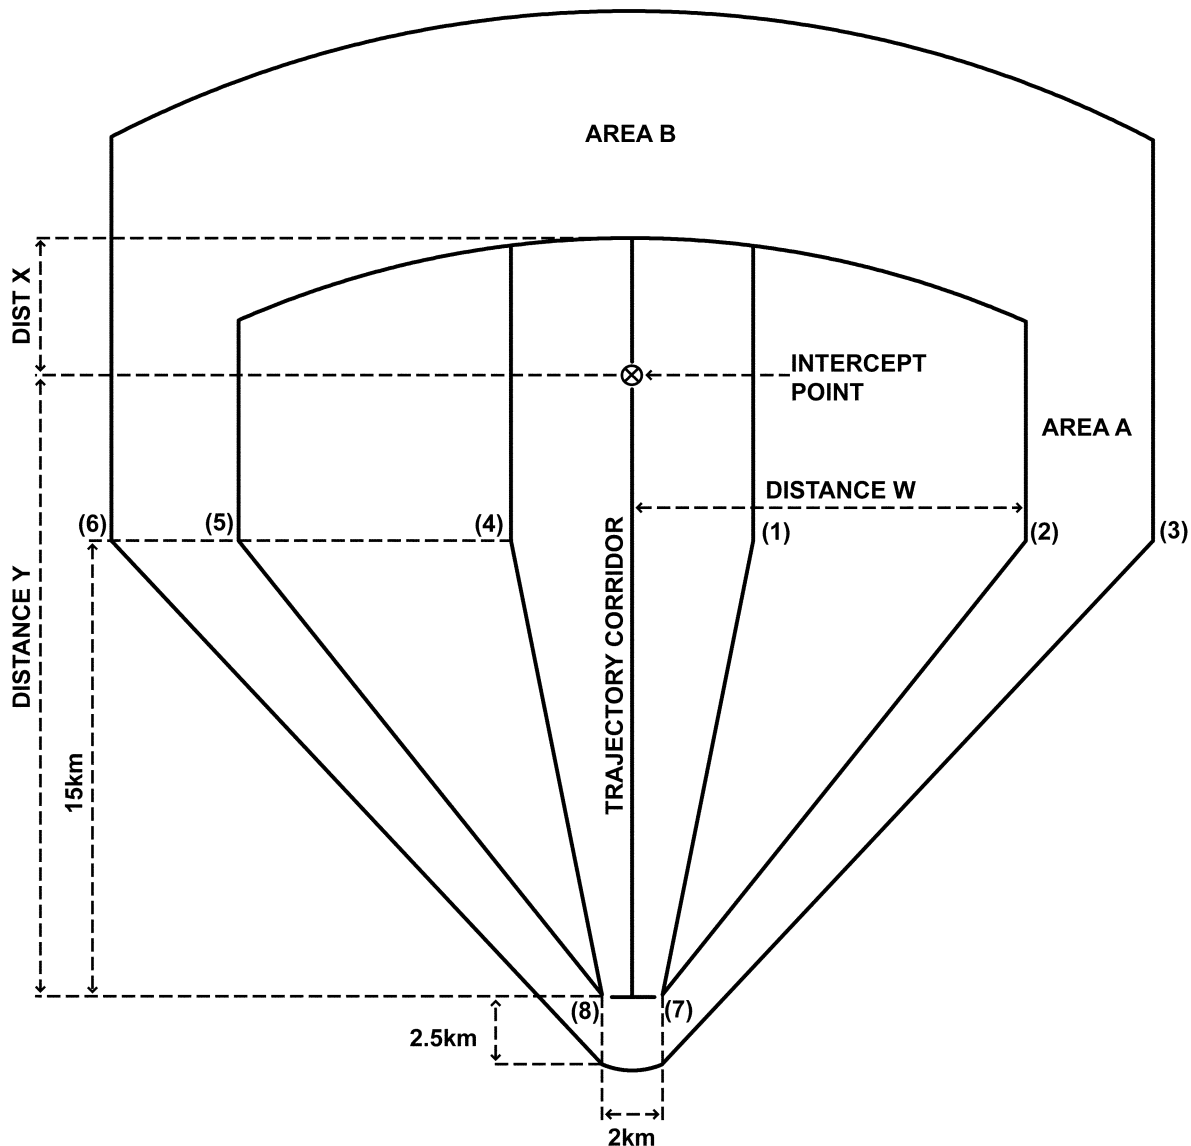 AREA B
DIST X
INTERCEPT
POINT
AREA A
DISTANCE W
(6)
(5)
(4)
(1)
(2)
(3)
TRAJECTORY CORRIDOR
DISTANCE Y
15km
(8)
(7)
2.5km
2km